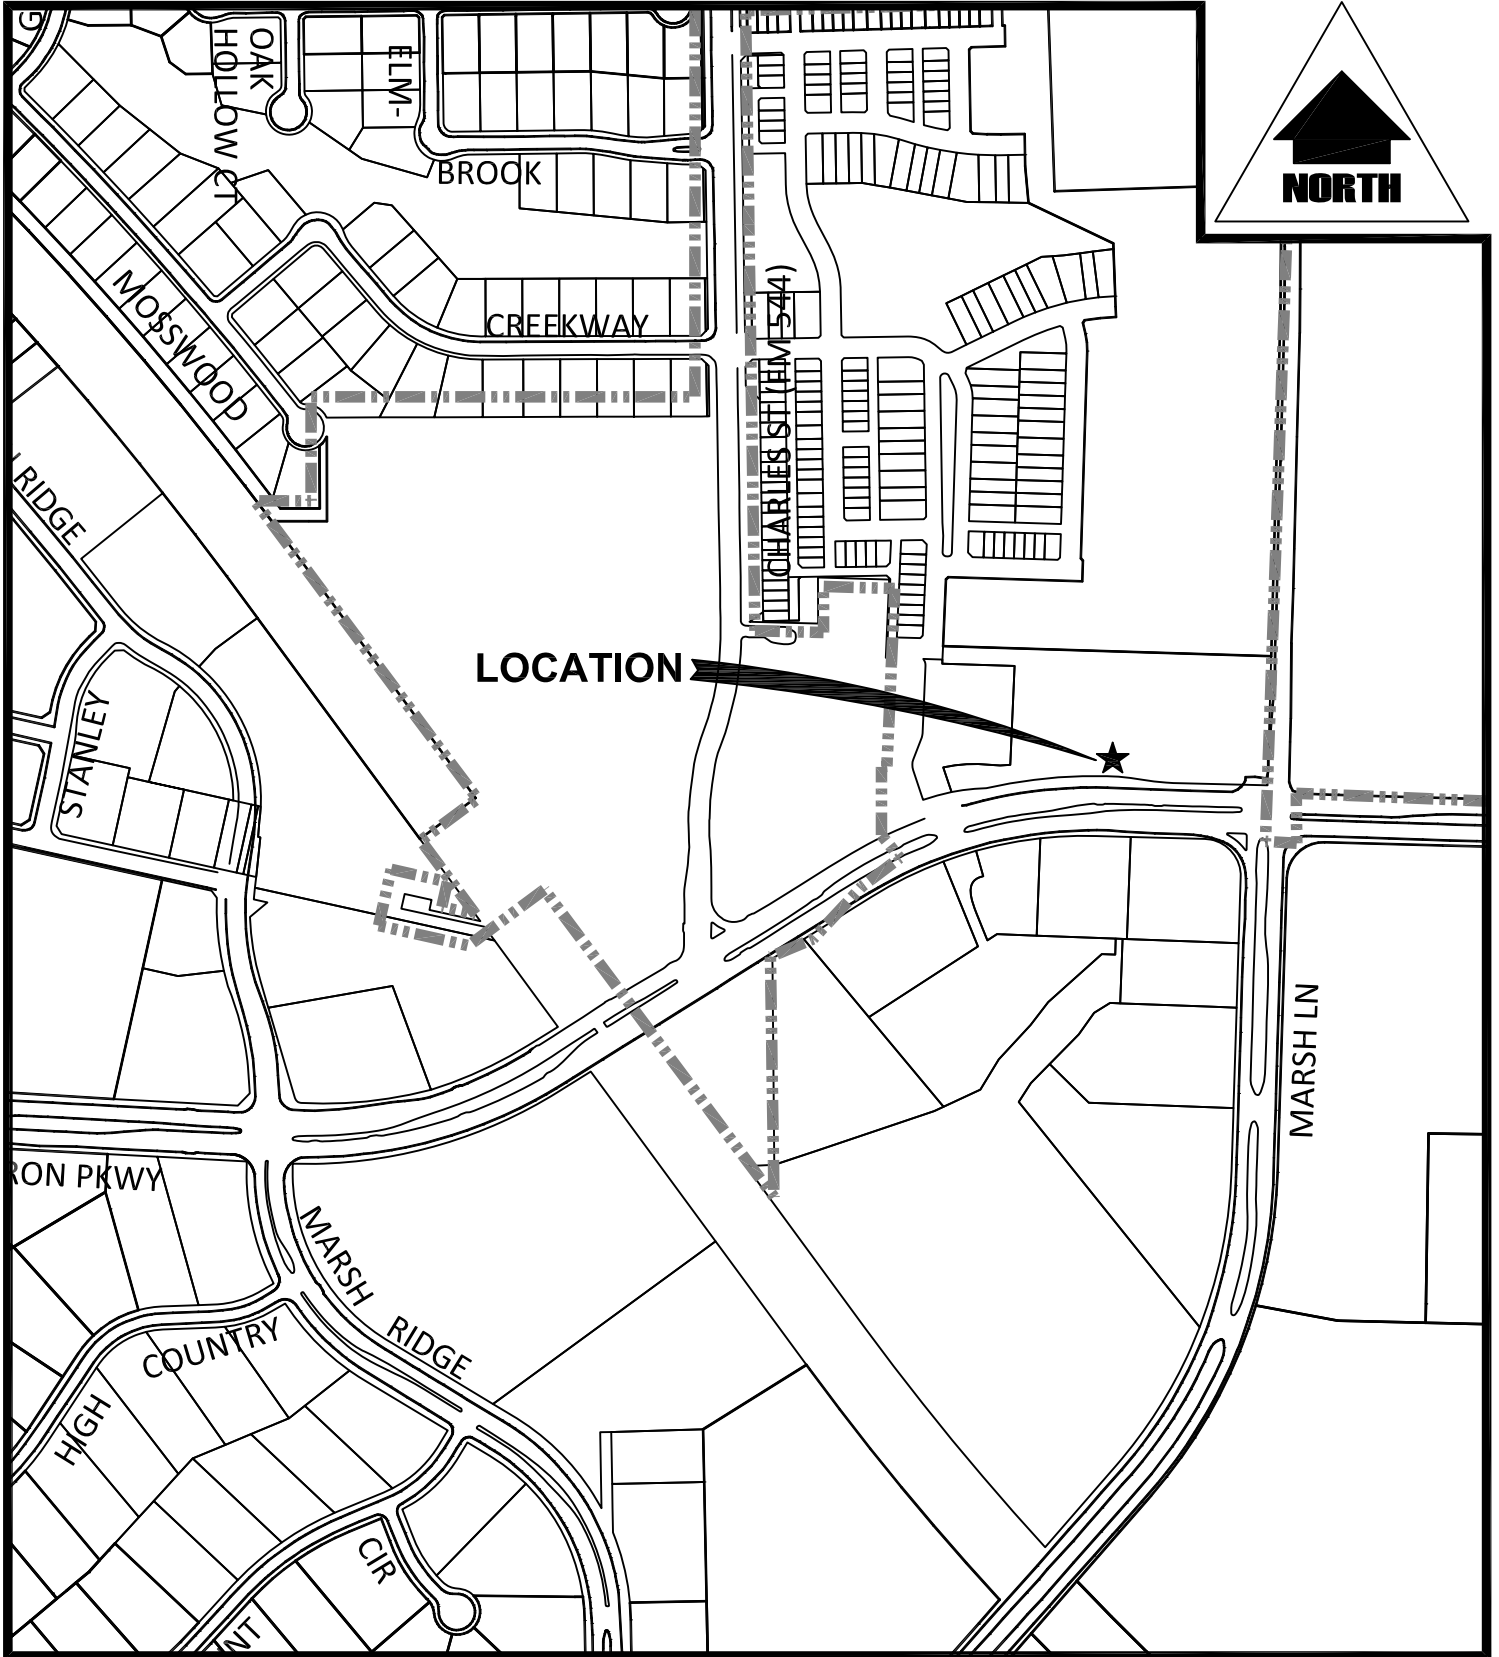 G
OAK
HOLLOW CT
ELM-
BROOK
NORTH
MOSSWOOD
CREEKWAY
CHARLES ST (FM 544)
RIDGE
LOCATION
STANLEY
MARSH LN
RON PKWY
MARSH
RIDGE
COUNTRY
HIGH
CIR
NT